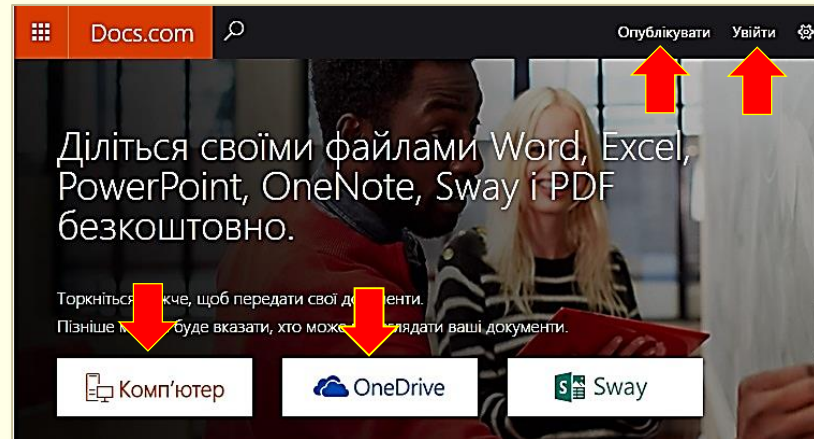 Docs.com
Опублікувати Увійти
Діліться своїми файлами Word, Excel,
PowerPoint, OneNote, Sway і PDF
безкоштовно.
Торкніться щоб передати свої
Пізніше буде вказати, хто ваші документи.
Комп'ютер OneDrive Sway